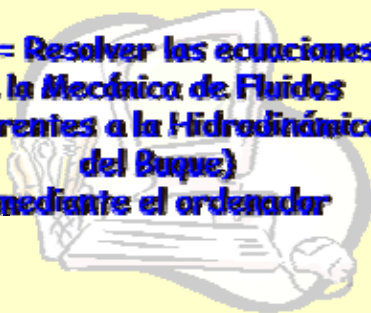 = Resolver las ecuaciones
la Mecánica de Fluidos
rentes a la Hidrodinámica
del Buque)
mediante el ordenador